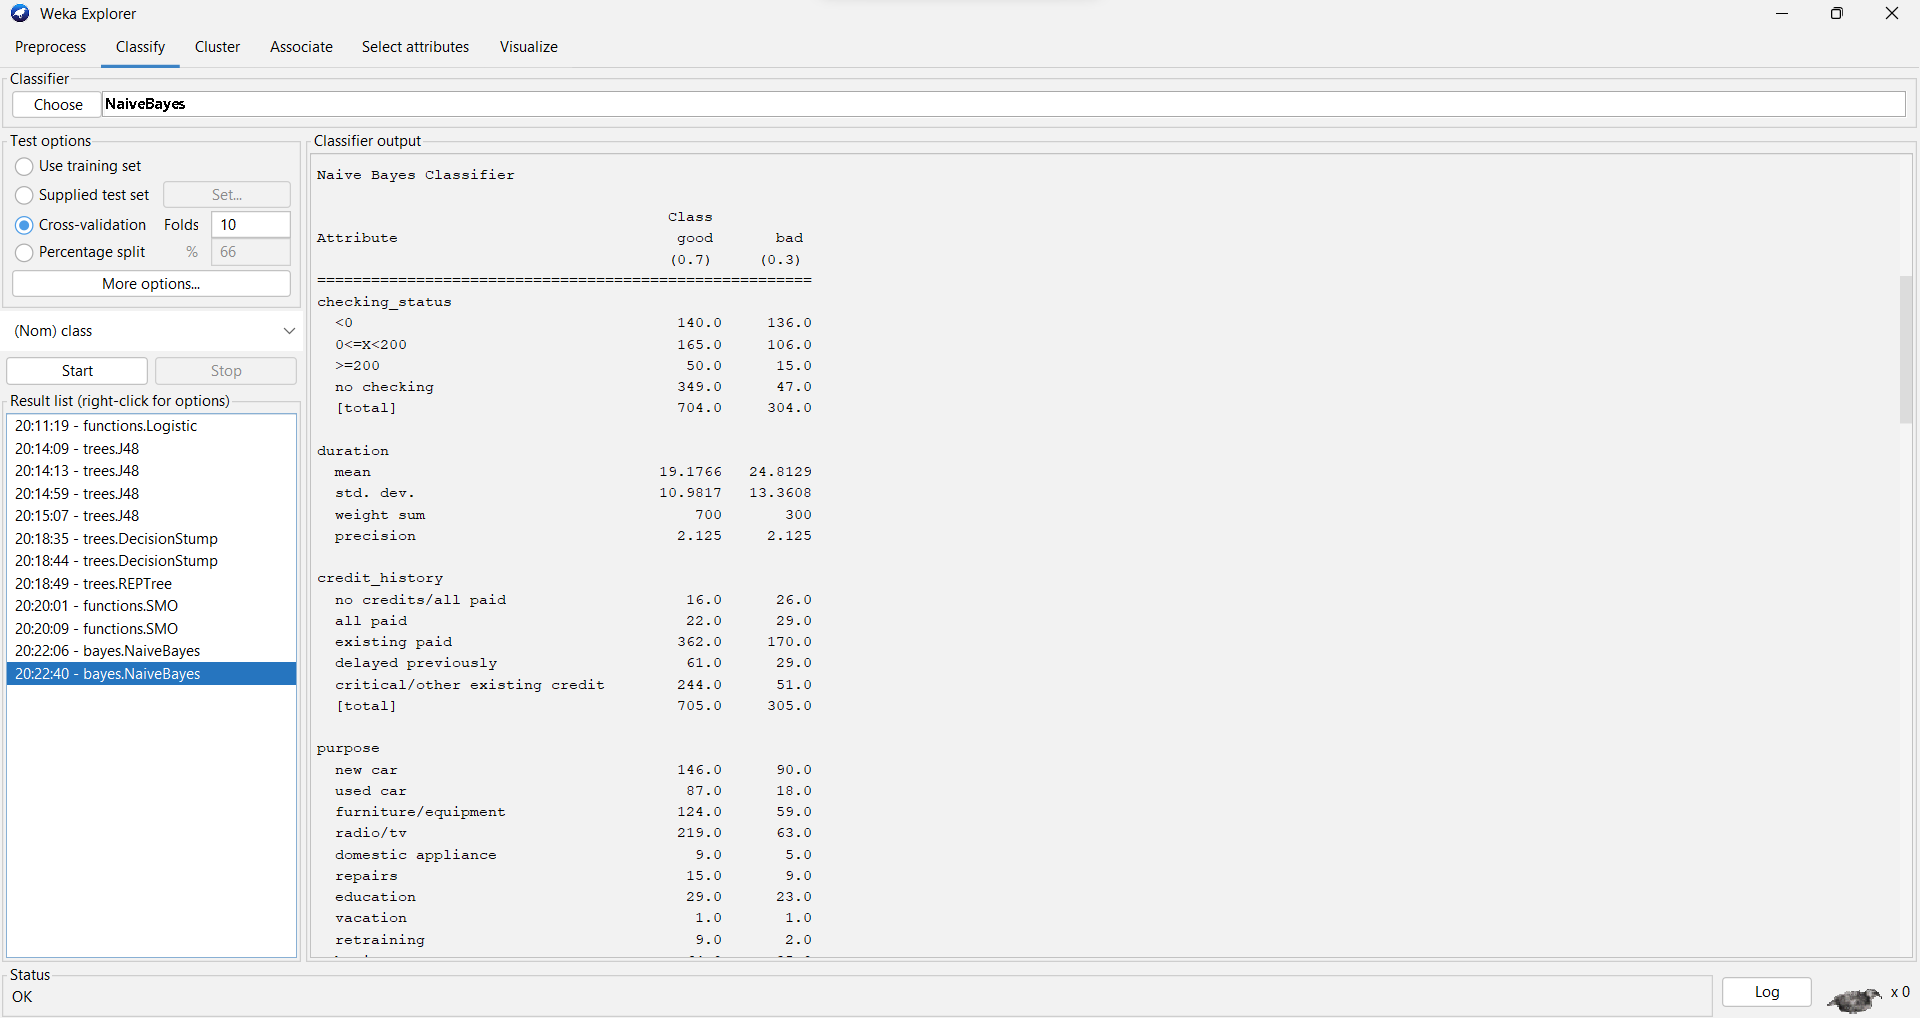 Weka Explorer
Preprocess Classify Cluster Associate Select attributes Visualize
Classifier
Choose NaiveBayes
Test options
Use training set
Supplied test set Set...
Cross-validation Folds 10
Percentage split % 66
More options...
(Nom) class
Start Stop
Result list (right-click for options)
20:11:19 - functions.Logistic
20:14:09 - trees.J48
20:14:13 - trees.J48
20:14:59 - trees.J48
20:15:07 - trees.J48
20:18:35 - trees.DecisionStump
20:18:44 - trees.DecisionStump
20:18:49 - trees.REPTree
20:20:01 - functions.SMO
20:20:09 - functions.SMO
20:22:06 - bayes.NaiveBayes
20:22:40 - bayes.NaiveBayes
Classifier output
Naive Bayes Classifier
Class
Attribute good bad
(0.7) (0.3)
=======================================================
checking_status
<0 140.0 136.0
0<=X<200 165.0 106.0
>=200 50.0 15.0
no checking 349.0 47.0
[total] 704.0 304.0
duration
mean 19.1766 24.8129
std. dev. 10.9817 13.3608
weight sum 700 300
precision 2.125 2.125
credit_history
no credits/all paid 16.0 26.0
all paid 22.0 29.0
existing paid 362.0 170.0
delayed previously 61.0 29.0
critical/other existing credit 244.0 51.0
[total] 705.0 305.0
purpose
new car 146.0 90.0
used car 87.0 18.0
furniture/equipment 124.0 59.0
radio/tv 219.0 63.0
domestic appliance 9.0 5.0
repairs 15.0 9.0
education 29.0 23.0
vacation 1.0 1.0
retraining 9.0 2.0
Status
OK
Log
x 0